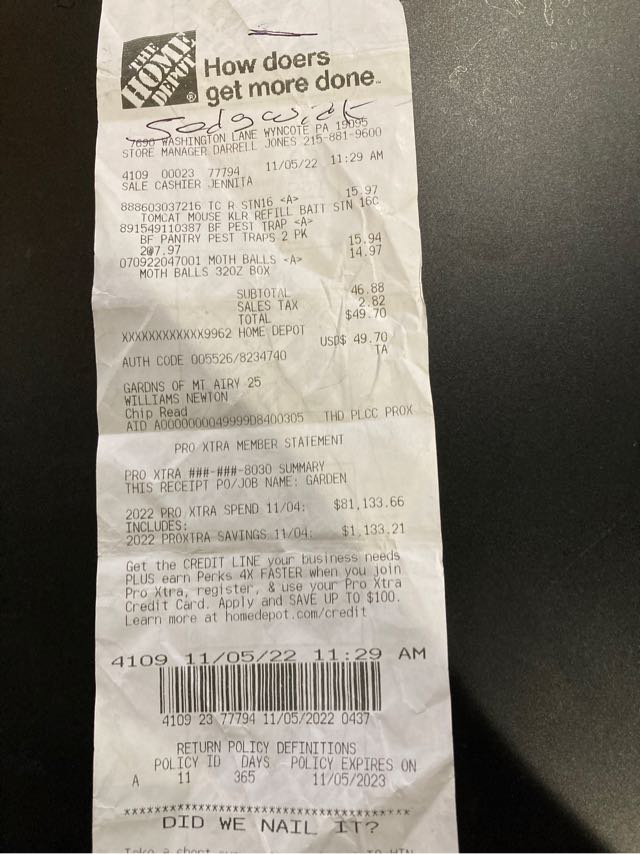 THE HOME DEPOT®
How doers
get more done™
Sedgwick
7690 WASHINGTON LANE WYNCOTE PA 19095
STORE MANAGER DARRELL JONES 215-881-9600
4109 00023 77794 11/05/22 11:29 AM
SALE CASHIER JENNITA
888603037216 TC R STN16 <A> 15.97
TOMCAT MOUSE KLR REFILL BAIT STN 16C
891549110387 BF PEST TRAP <A>
BF PANTRY PEST TRAPS 2 PK
2@7.97 15.94
070922047001 MOTH BALLS <A> 14.97
MOTH BALLS 32OZ BOX
SUBTOTAL 46.88
SALES TAX 2.82
TOTAL $49.70
XXXXXXXXXXXX9962 HOME DEPOT
USD$ 49.70
AUTH CODE 005526/8234740 TA
GARDNS OF MT AIRY 25
WILLIAMS NEWTON
Chip Read
AID A0000000049999D8400305 THD PLCC PROX
PRO XTRA MEMBER STATEMENT
PRO XTRA ###-###-8030 SUMMARY
THIS RECEIPT PO/JOB NAME: GARDEN
2022 PRO XTRA SPEND 11/04: $81,133.66
INCLUDES:
2022 PROXTRA SAVINGS 11/04: $1,133.21
Get the CREDIT LINE your business needs
PLUS earn Perks 4X FASTER when you join
Pro Xtra, register, & use your Pro Xtra
Credit Card. Apply and SAVE UP TO $100.
Learn more at homedepot.com/credit
4109 11/05/22 11:29 AM
4109 23 77794 11/05/2022 0437
RETURN POLICY DEFINITIONS
POLICY ID DAYS POLICY EXPIRES ON
A 11 365 11/05/2023
****************************************
DID WE NAIL IT?
Take a short